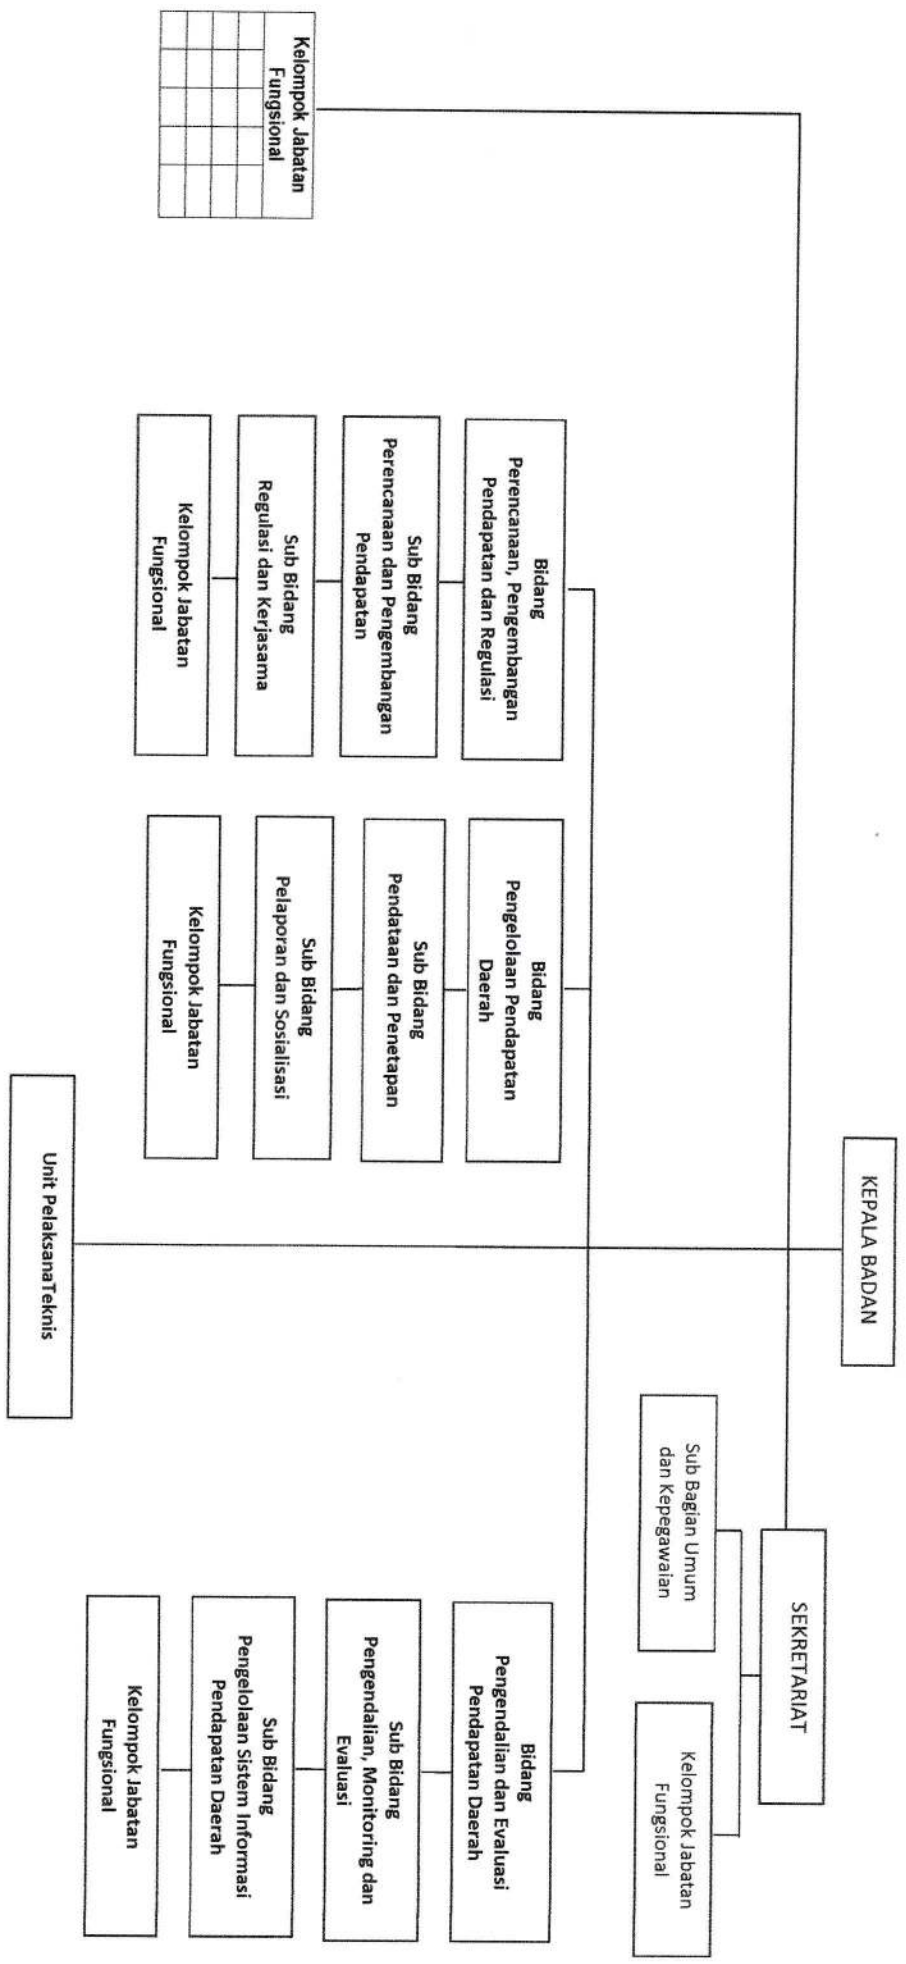 KEPALA BADAN
SEKRETARIAT
Sub Bagian Umum
dan Kepegawaian
Kelompok Jabatan
Fungsional
Kelompok Jabatan
Fungsional
Bidang
Perencanaan, Pengembangan
Pendapatan dan Regulasi
Sub Bidang
Perencanaan dan Pengembangan
Pendapatan
Sub Bidang
Regulasi dan Kerjasama
Kelompok Jabatan
Fungsional
Bidang
Pengelolaan Pendapatan
Daerah
Sub Bidang
Pendataan dan Penetapan
Sub Bidang
Pelaporan dan Sosialisasi
Kelompok Jabatan
Fungsional
Bidang
Pengendalian dan Evaluasi
Pendapatan Daerah
Sub Bidang
Pengendalian, Monitoring dan
Evaluasi
Sub Bidang
Pengelolaan Sistem Informasi
Pendapatan Daerah
Kelompok Jabatan
Fungsional
Unit PelaksanaTeknis